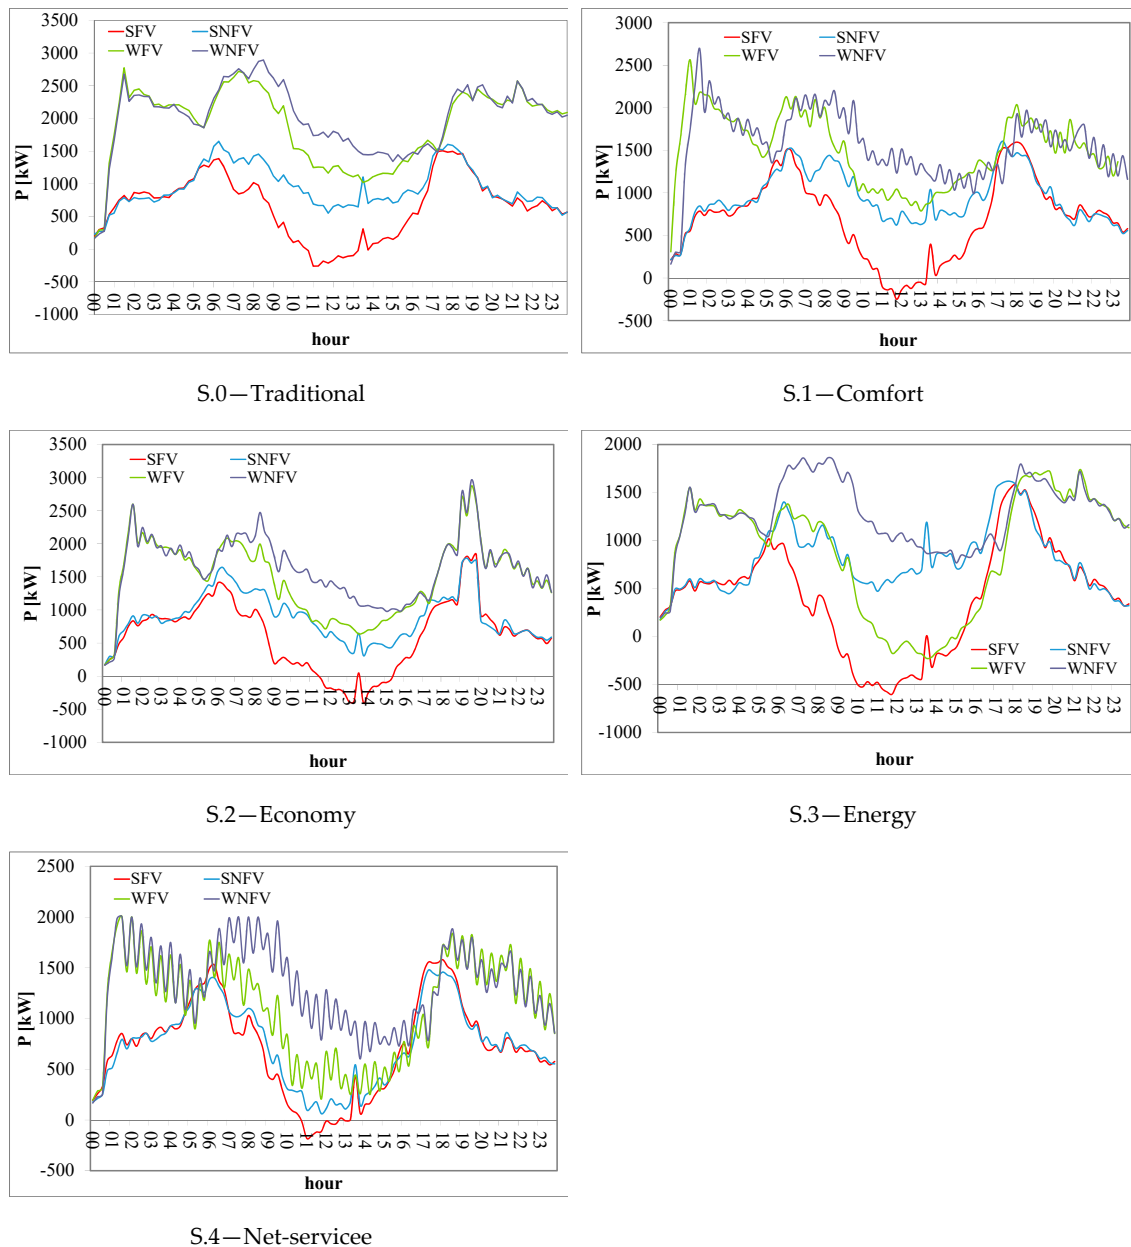 3500
3000
2500
2000
1500
1000
500
0
-500
-1000
P [kW]
SFV SNFV
WFV WNFV
00 01 02 03 04 05 06 07 08 09 10 11 12 13 14 15 16 17 18 19 20 21 22 23
hour
S.0—Traditional
3000
2500
2000
1500
1000
500
0
-500
P [kW]
SFV SNFV
WFV WNFV
00 01 02 03 04 05 06 07 08 09 10 11 12 13 14 15 16 17 18 19 20 21 22 23
hour
S.1—Comfort
3500
3000
2500
2000
1500
1000
500
0
-500
-1000
P [kW]
SFV SNFV
WFV WNFV
00 01 02 03 04 05 06 07 08 09 10 11 12 13 14 15 16 17 18 19 20 21 22 23
hour
S.2—Economy
2000
1500
1000
500
0
-500
-1000
P [kW]
SFV SNFV
WFV WNFV
00 01 02 03 04 05 06 07 08 09 10 11 12 13 14 15 16 17 18 19 20 21 22 23
hour
S.3—Energy
2500
2000
1500
1000
500
0
-500
P [kW]
SFV SNFV
WFV WNFV
00 01 02 03 04 05 06 07 08 09 10 11 12 13 14 15 16 17 18 19 20 21 22 23
S.4—Net-servicee